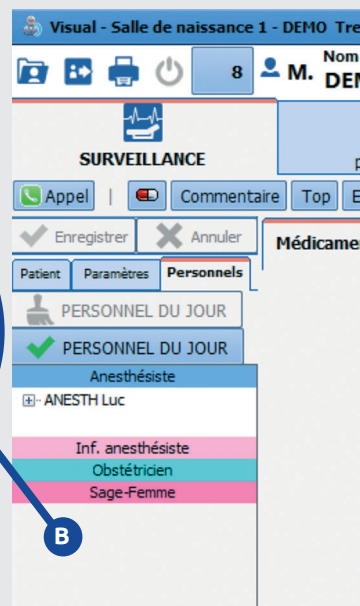 Visual - Salle de naissance 1 - DEMO Tre
8
M.
Nom
DEM
SURVEILLANCE
p
Appel | Commentaire Top E
Enregistrer Annuler
Médicame
Patient Paramètres Personnels
PERSONNEL DU JOUR
PERSONNEL DU JOUR
Anesthésiste
ANESTH Luc
Inf. anesthésiste
Obstétricien
Sage-Femme
B